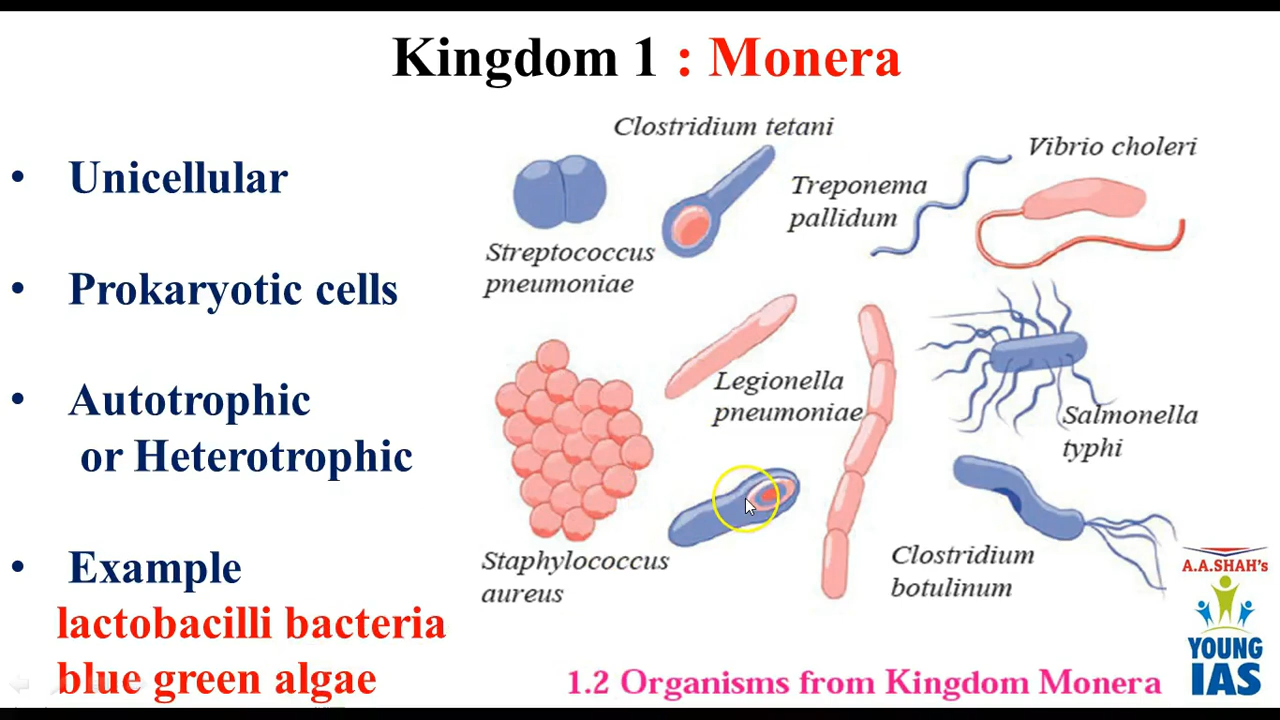 Kingdom 1 : Monera
• Unicellular
• Prokaryotic cells
• Autotrophic
or Heterotrophic
• Example
lactobacilli bacteria
blue green algae
Clostridium tetani
Vibrio choleri
Treponema
pallidum
Streptococcus
pneumoniae
Legionella
pneumoniae
Salmonella
typhi
Staphylococcus
aureus
Clostridium
botulinum
A.A.SHAH's
YOUNG
IAS
1.2 Organisms from Kingdom Monera